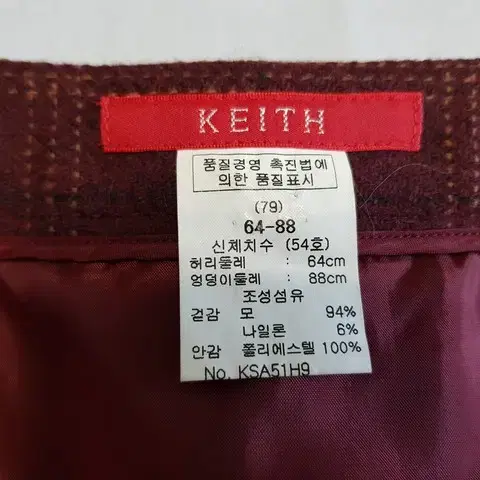 KEITH
품질경영 촉진법에
의한 품질표시
(79)
64-88
신체치수 (54호)
허리둘레 : 64cm
엉덩이둘레 : 88cm
조성섬유
겉감 모 94%
나일론 6%
안감 폴리에스텔 100%
No. KSA51H9